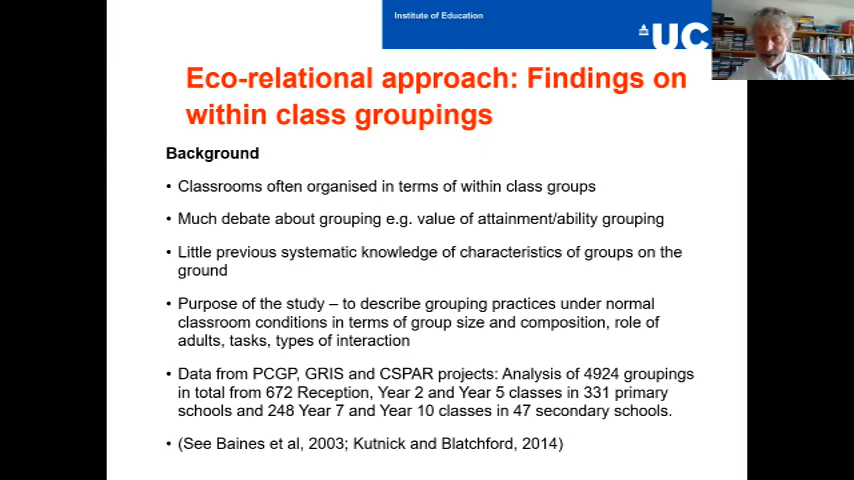 Institute of Education
UC
Eco-relational approach: Findings on
within class groupings
Background
• Classrooms often organised in terms of within class groups
• Much debate about grouping e.g. value of attainment/ability grouping
• Little previous systematic knowledge of characteristics of groups on the
ground
• Purpose of the study – to describe grouping practices under normal
classroom conditions in terms of group size and composition, role of
adults, tasks, types of interaction
• Data from PCGP, GRIS and CSPAR projects: Analysis of 4924 groupings
in total from 672 Reception, Year 2 and Year 5 classes in 331 primary
schools and 248 Year 7 and Year 10 classes in 47 secondary schools.
• (See Baines et al, 2003; Kutnick and Blatchford, 2014)